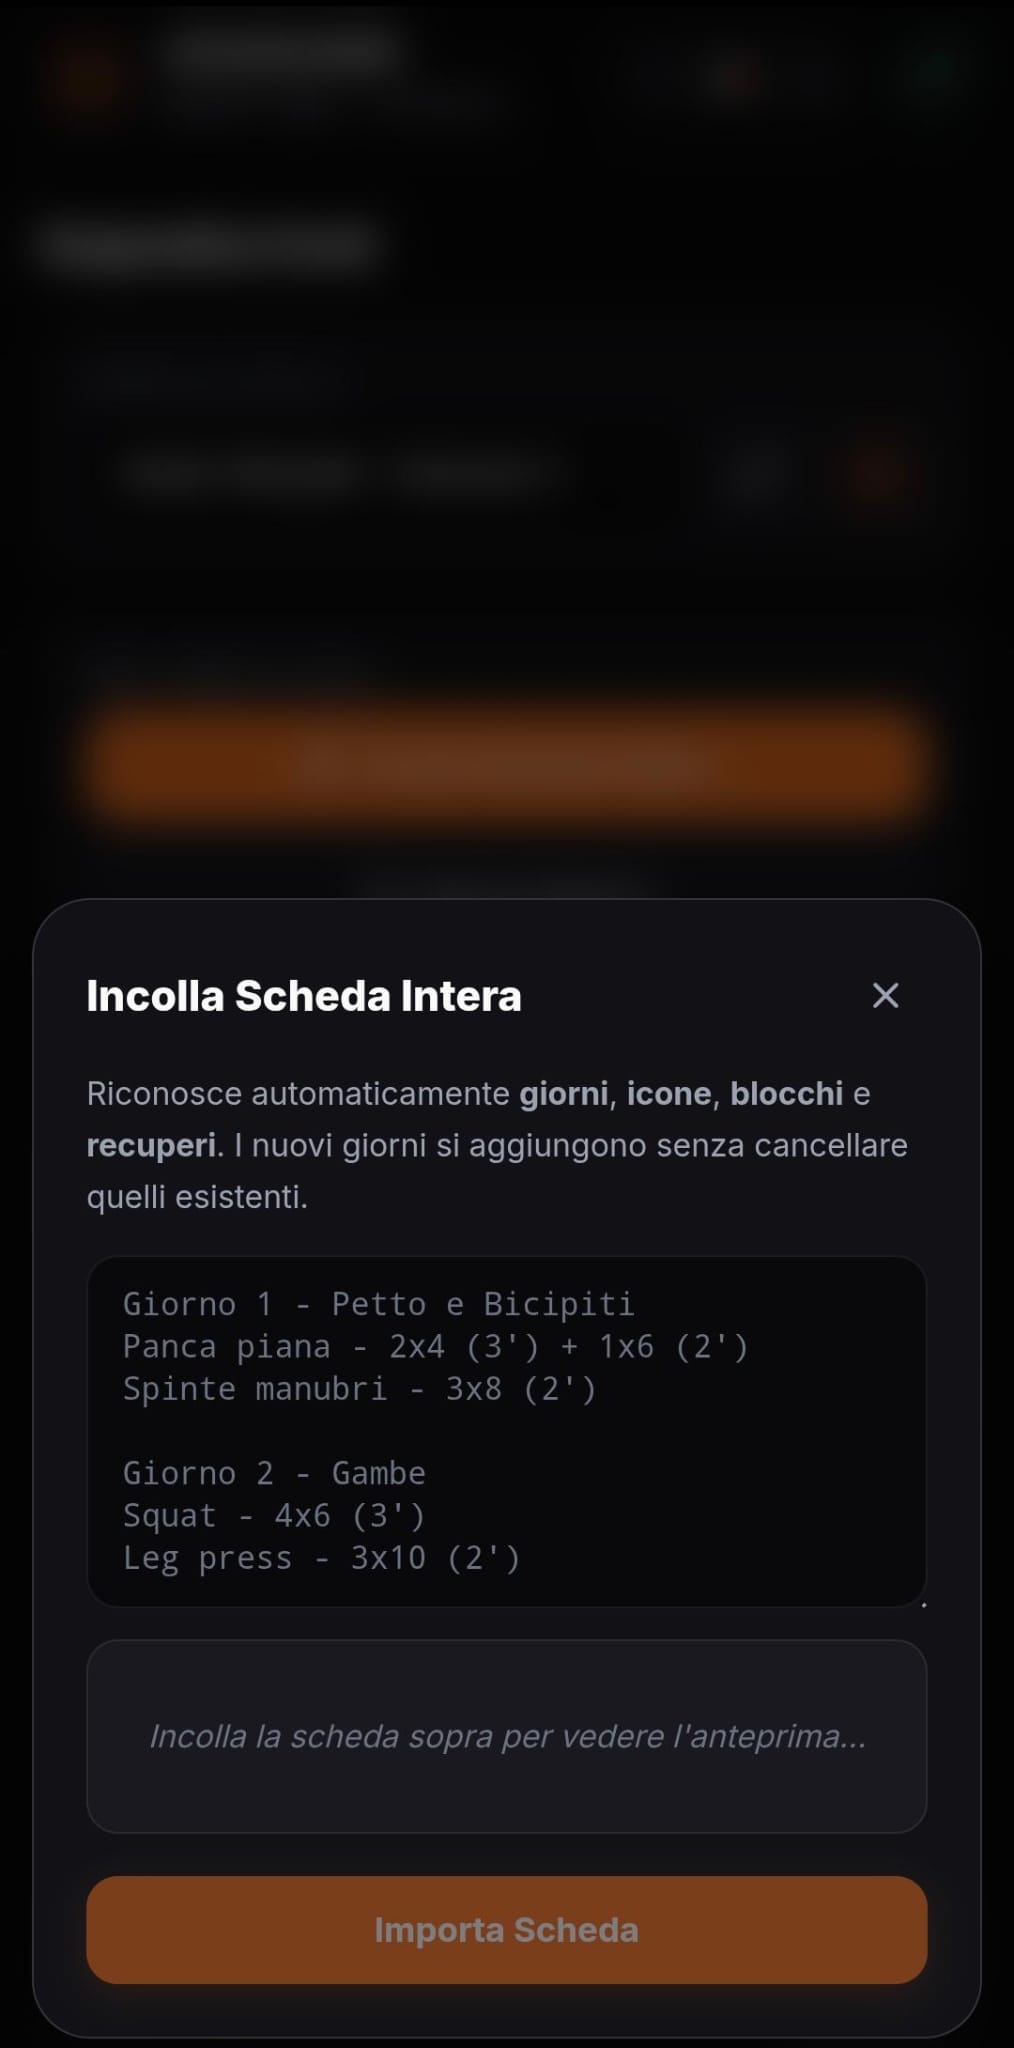 Incolla Scheda Intera
Riconosce automaticamente giorni, icone, blocchi e
recuperi. I nuovi giorni si aggiungono senza cancellare
quelli esistenti.
Giorno 1 - Petto e Bicipiti
Panca piana - 2x4 (3') + 1x6 (2')
Spinte manubri - 3x8 (2')
Giorno 2 - Gambe
Squat - 4x6 (3')
Leg press - 3x10 (2')
Incolla la scheda sopra per vedere l'anteprima...
Importa Scheda